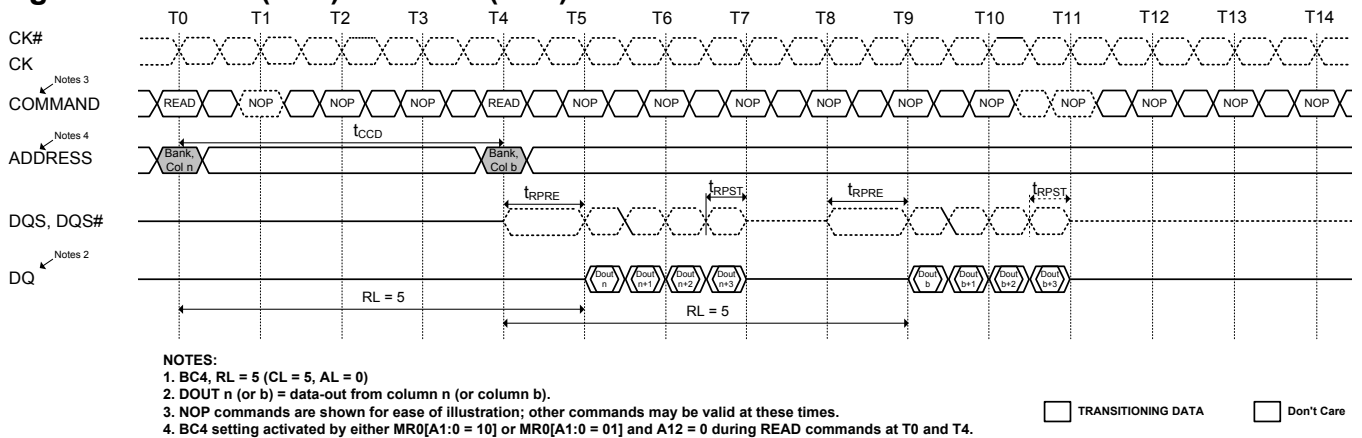 T0 T1 T2 T3 T4 T5 T6 T7 T8 T9 T10 T11 T12 T13 T14
CK#
CK
Notes 3
COMMAND READ NOP NOP NOP READ NOP NOP NOP NOP NOP NOP NOP NOP NOP NOP
tCCD
Notes 4
ADDRESS Bank, Col n Bank, Col b
tRPRE tRPST tRPRE tRPST
DQS, DQS#
Notes 2
DQ Dout n Dout n+1 Dout n+2 Dout n+3 Dout b Dout b+1 Dout b+2 Dout b+3
RL = 5 RL = 5
NOTES:
1. BC4, RL = 5 (CL = 5, AL = 0)
2. DOUT n (or b) = data-out from column n (or column b).
3. NOP commands are shown for ease of illustration; other commands may be valid at these times.
4. BC4 setting activated by either MR0[A1:0 = 10] or MR0[A1:0 = 01] and A12 = 0 during READ commands at T0 and T4.
TRANSITIONING DATA Don't Care